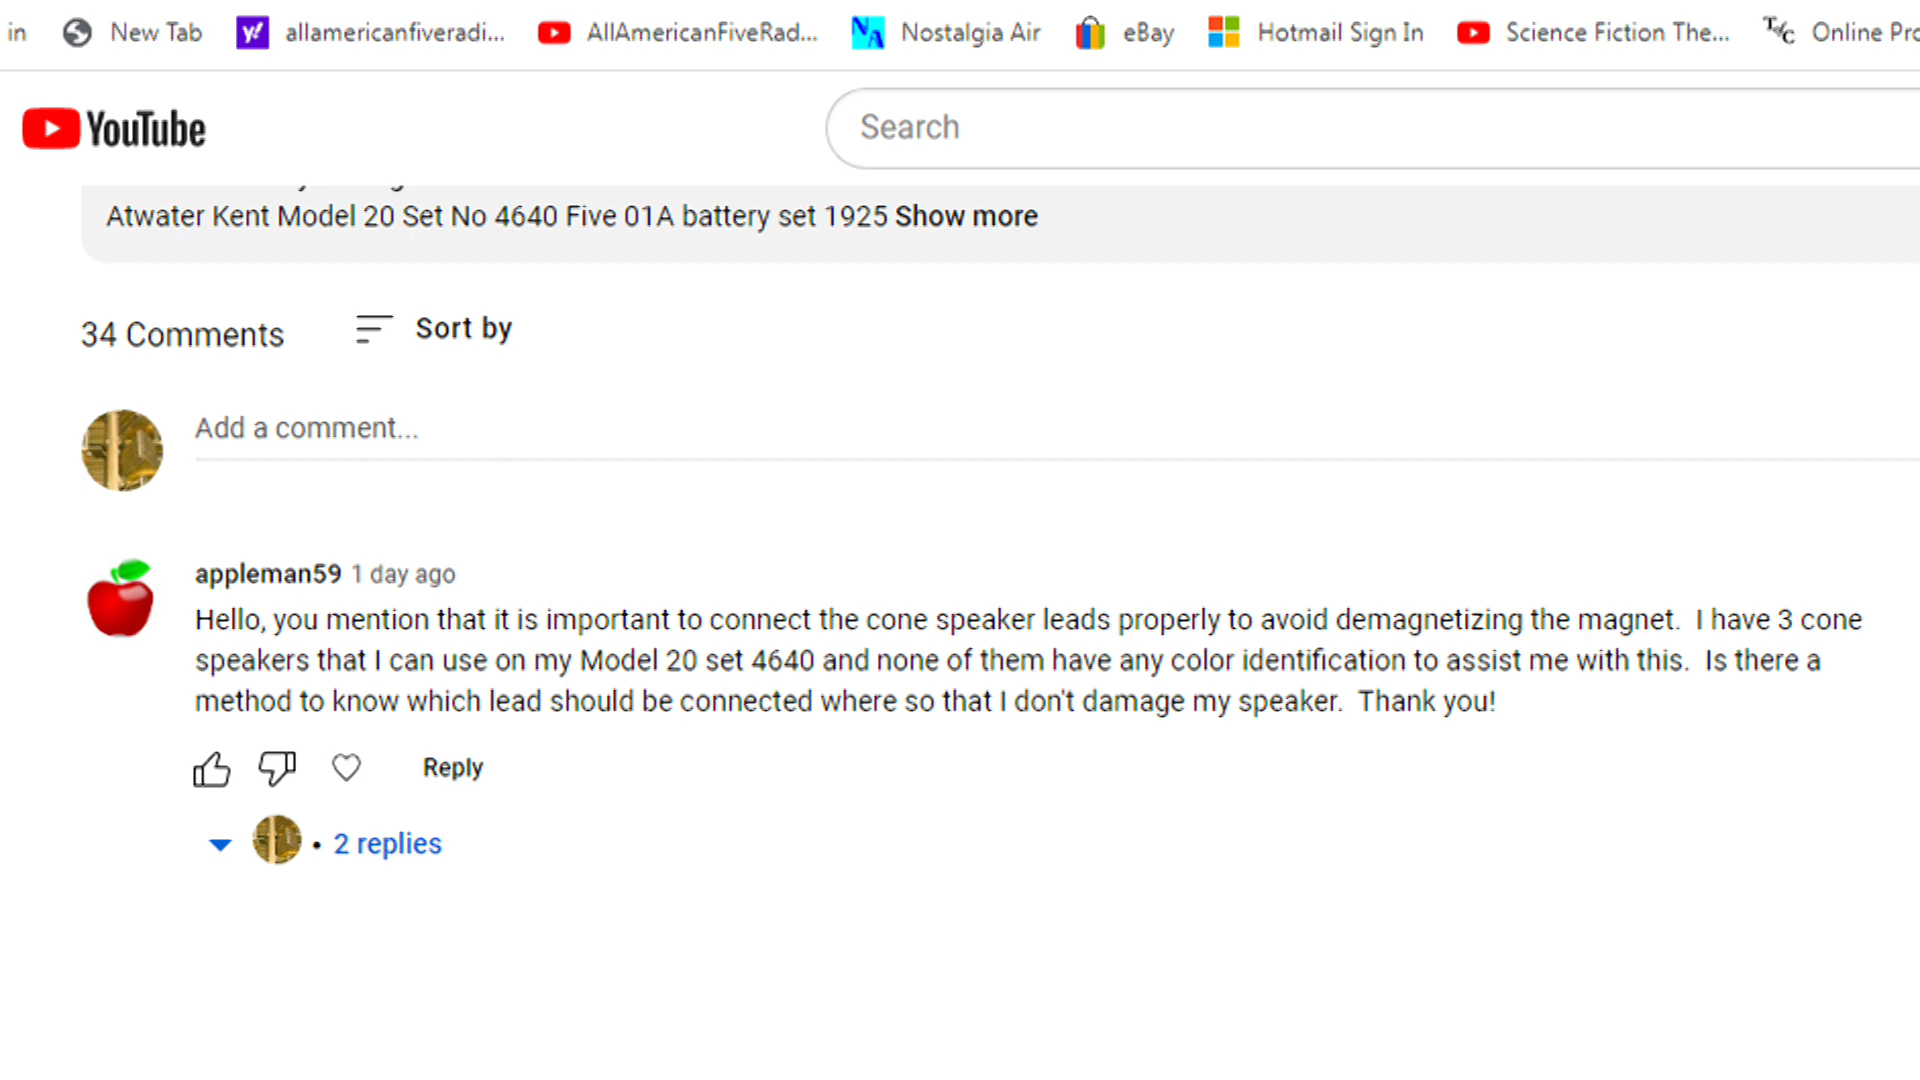 in New Tab allamericanfiveradi... AllAmericanFiveRad... Nostalgia Air eBay Hotmail Sign In Science Fiction The... Online Pro
YouTube Search
Atwater Kent Model 20 Set No 4640 Five 01A battery set 1925 Show more
34 Comments Sort by
Add a comment...
appleman59 1 day ago
Hello, you mention that it is important to connect the cone speaker leads properly to avoid demagnetizing the magnet. I have 3 cone
speakers that I can use on my Model 20 set 4640 and none of them have any color identification to assist me with this. Is there a
method to know which lead should be connected where so that I don't damage my speaker. Thank you!
Reply
• 2 replies